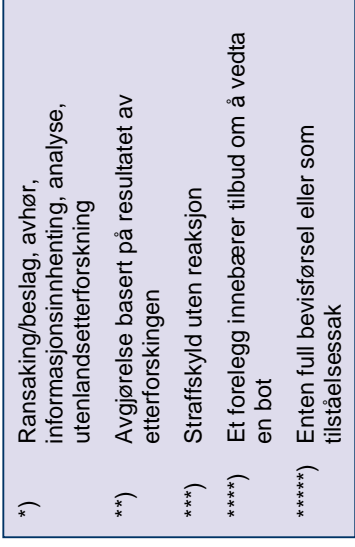 *) Ransaking/beslag, avhør,
informasjonsinnhenting, analyse,
utenlandsetterforskning
**) Avgjørelse basert på resultatet av
etterforskingen
***) Straffskyld uten reaksjon
****) Et forelegg innebærer tilbud om å vedta
en bot
*****) Enten full bevisførsel eller som
tilståelsessak